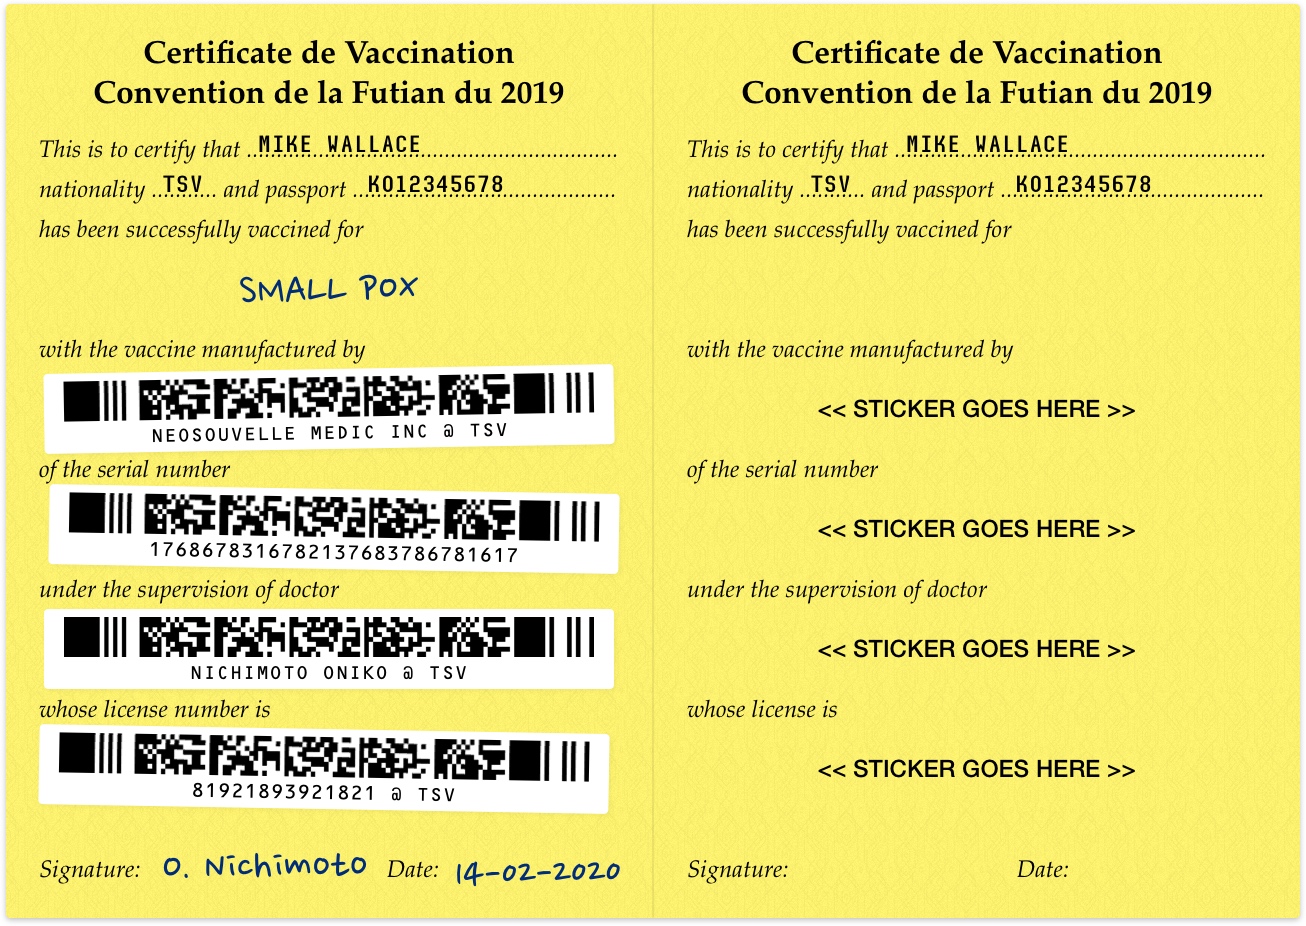 Certificate de Vaccination
Convention de la Futian du 2019
This is to certify that MIKE WALLACE
nationality TSV and passport K012345678
has been successfully vaccined for
SMALL POX
with the vaccine manufactured by
NEOSOUVELLE MEDIC INC @ TSV
of the serial number
1768678316782137683786781617
under the supervision of doctor
NICHIMOTO ONIKO @ TSV
whose license number is
81921893921821 @ TSV
Signature: O. Nichimoto Date: 14-02-2020
Certificate de Vaccination
Convention de la Futian du 2019
This is to certify that MIKE WALLACE
nationality TSV and passport K012345678
has been successfully vaccined for
with the vaccine manufactured by
<< STICKER GOES HERE >>
of the serial number
<< STICKER GOES HERE >>
under the supervision of doctor
<< STICKER GOES HERE >>
whose license is
<< STICKER GOES HERE >>
Signature: Date: